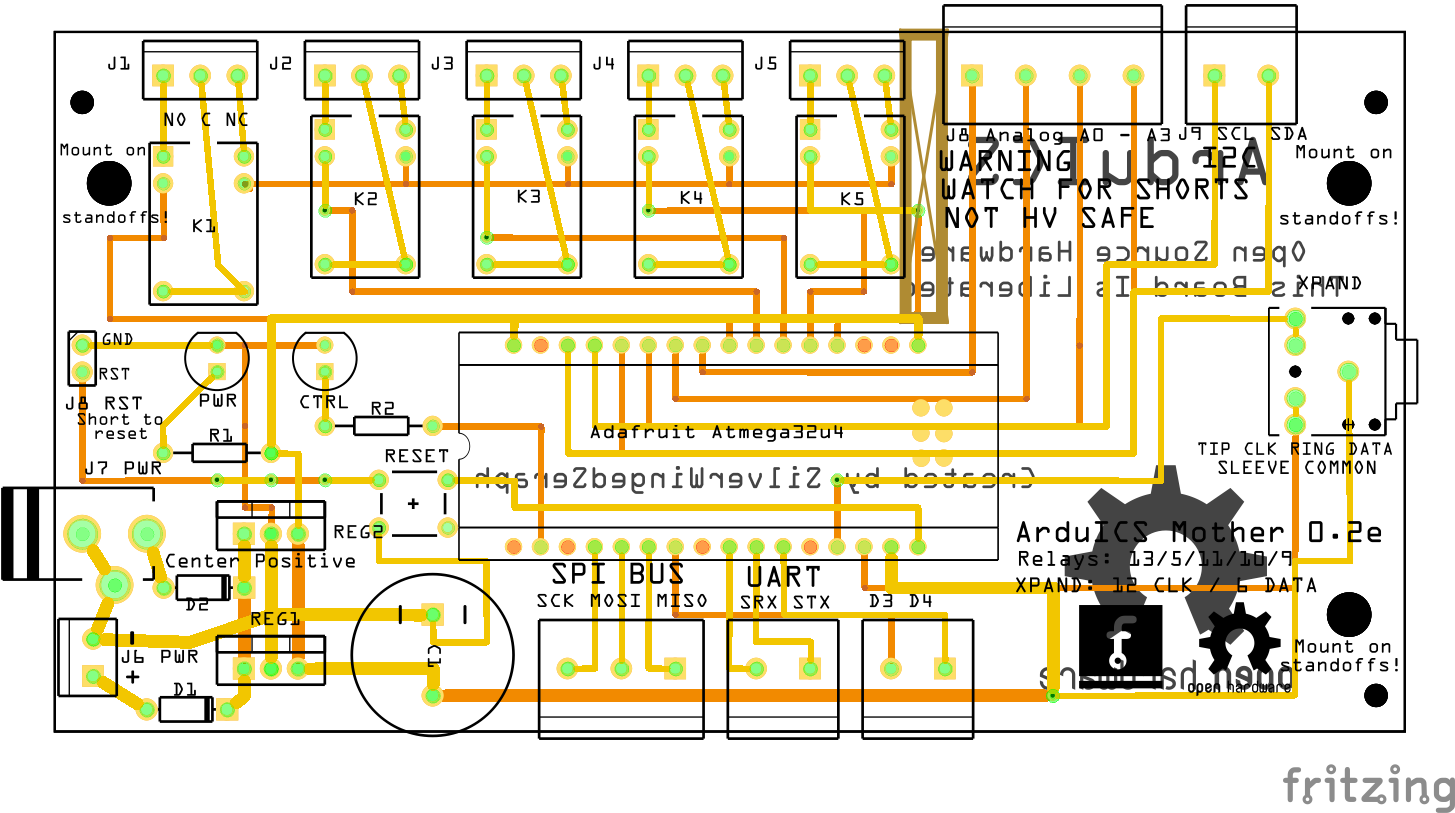 J1
J2
J3
J4
J5
NO C NC
J8 Analog A0 - A3
J9 SCL SDA
I2C
Mount on
standoffs!
K1
K2
K3
K4
K5
WARNING
WATCH FOR SHORTS
NOT HV SAFE
ArduICS
Open Source Hardware
This Board Is Liberated
Mount on
standoffs!
XPAND
GND
RST
J8 RST
Short to
reset
PWR
CTRL
R2
R1
RESET
J7 PWR
Adafruit Atmega32u4
Created by SilverWingedSeraph
TIP CLK RING DATA
SLEEVE COMMON
REG2
Center Positive
D2
REG1
J6 PWR
D1
C1
SPI BUS
SCK MOSI MISO
UART
SRX STX
D3 D4
ArduICS Mother 0.2e
Relays: 13/5/11/10/9
XPAND: 12 CLK / 6 DATA
f
open hardware
open hardware
Mount on
standoffs!
fritzing